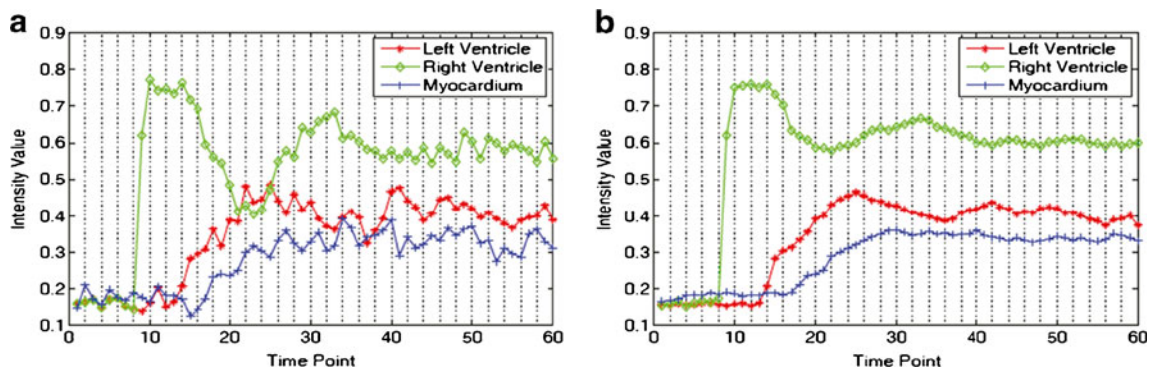 a
Intensity Value
0.9
0.8
0.7
0.6
0.5
0.4
0.3
0.2
0.1
Left Ventricle
Right Ventricle
Myocardium
0 10 20 30 40 50 60
Time Point
b
Intensity Value
0.9
0.8
0.7
0.6
0.5
0.4
0.3
0.2
0.1
Left Ventricle
Right Ventricle
Myocardium
0 10 20 30 40 50 60
Time Point